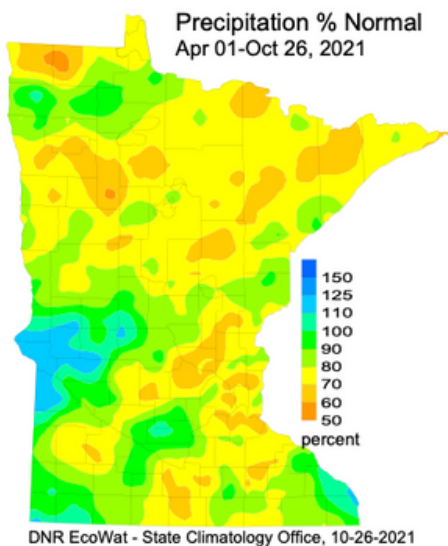 Precipitation % Normal
Apr 01-Oct 26, 2021
150
125
110
100
90
80
70
60
50
percent
DNR EcoWat - State Climatology Office, 10-26-2021